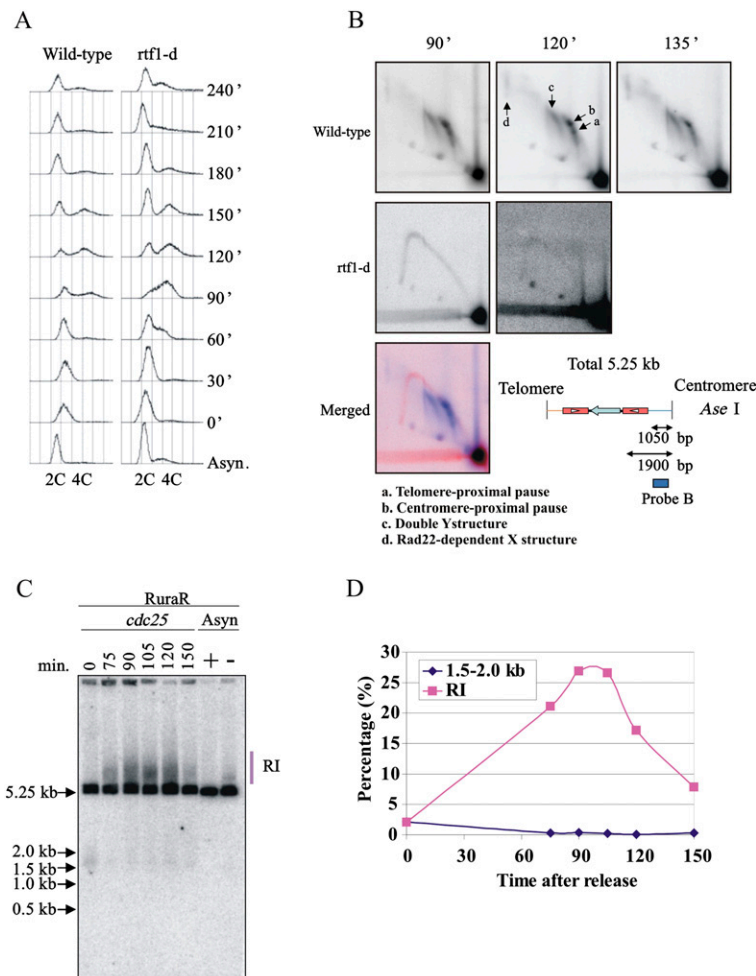 A
Wild-type rtf1-d
240'
210'
180'
150'
120'
90'
60'
30'
0'
Asyn.
2C 4C 2C 4C
B
90' 120' 135'
Wild-type
c
b
a
d
rtf1-d
Merged
Total 5.25 kb
Telomere Centromere
Ase I
1050 bp
1900 bp
Probe B
a. Telomere-proximal pause
b. Centromere-proximal pause
c. Double Ystructure
d. Rad22-dependent X structure
C
RuraR
cdc25 Asyn
min. 0 75 90 105 120 150 + -
RI
5.25 kb
2.0 kb
1.5 kb
1.0 kb
0.5 kb
D
30
25
20
15
10
5
0
Percentage (%)
1.5-2.0 kb
RI
0 30 60 90 120 150
Time after release